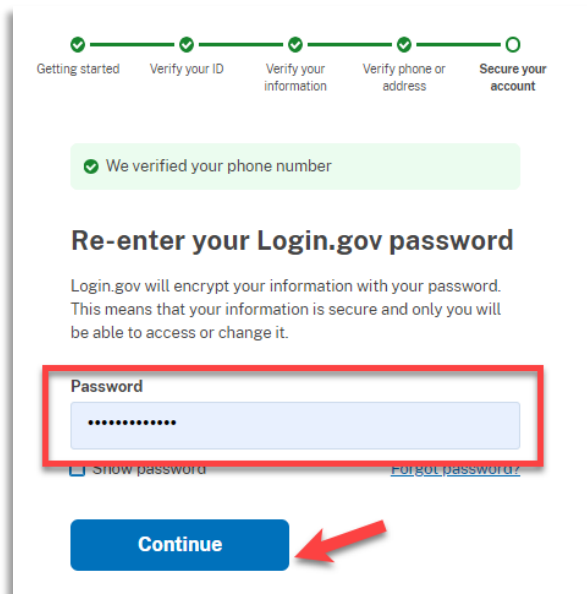 Getting started
Verify your ID
Verify your
information
Verify phone or
address
Secure your
account
We verified your phone number
Re-enter your Login.gov password
Login.gov will encrypt your information with your password.
This means that your information is secure and only you will
be able to access or change it.
Password
•••••••••••••
Show password
Forgot password?
Continue